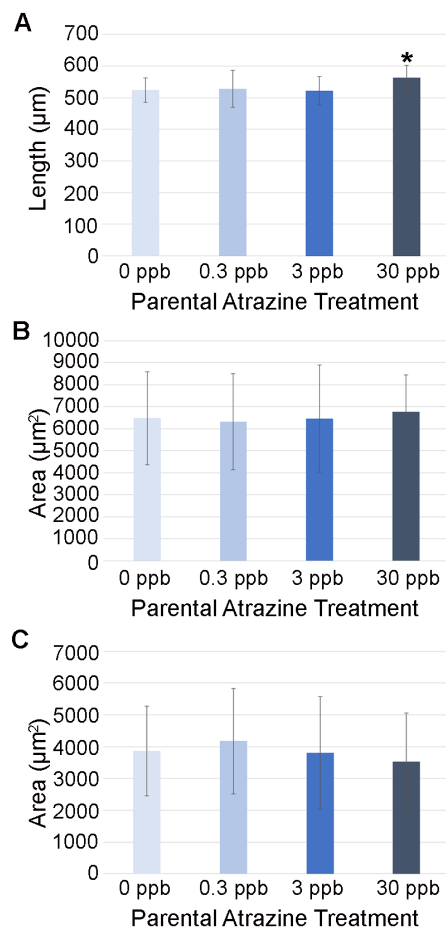 A
700
600
500
400
300
200
100
0
Length (µm)
*
0 ppb 0.3 ppb 3 ppb 30 ppb
Parental Atrazine Treatment
B
10000
9000
8000
7000
6000
5000
4000
3000
2000
1000
0
Area (µm²)
0 ppb 0.3 ppb 3 ppb 30 ppb
Parental Atrazine Treatment
C
7000
6000
5000
4000
3000
2000
1000
0
Area (µm²)
0 ppb 0.3 ppb 3 ppb 30 ppb
Parental Atrazine Treatment